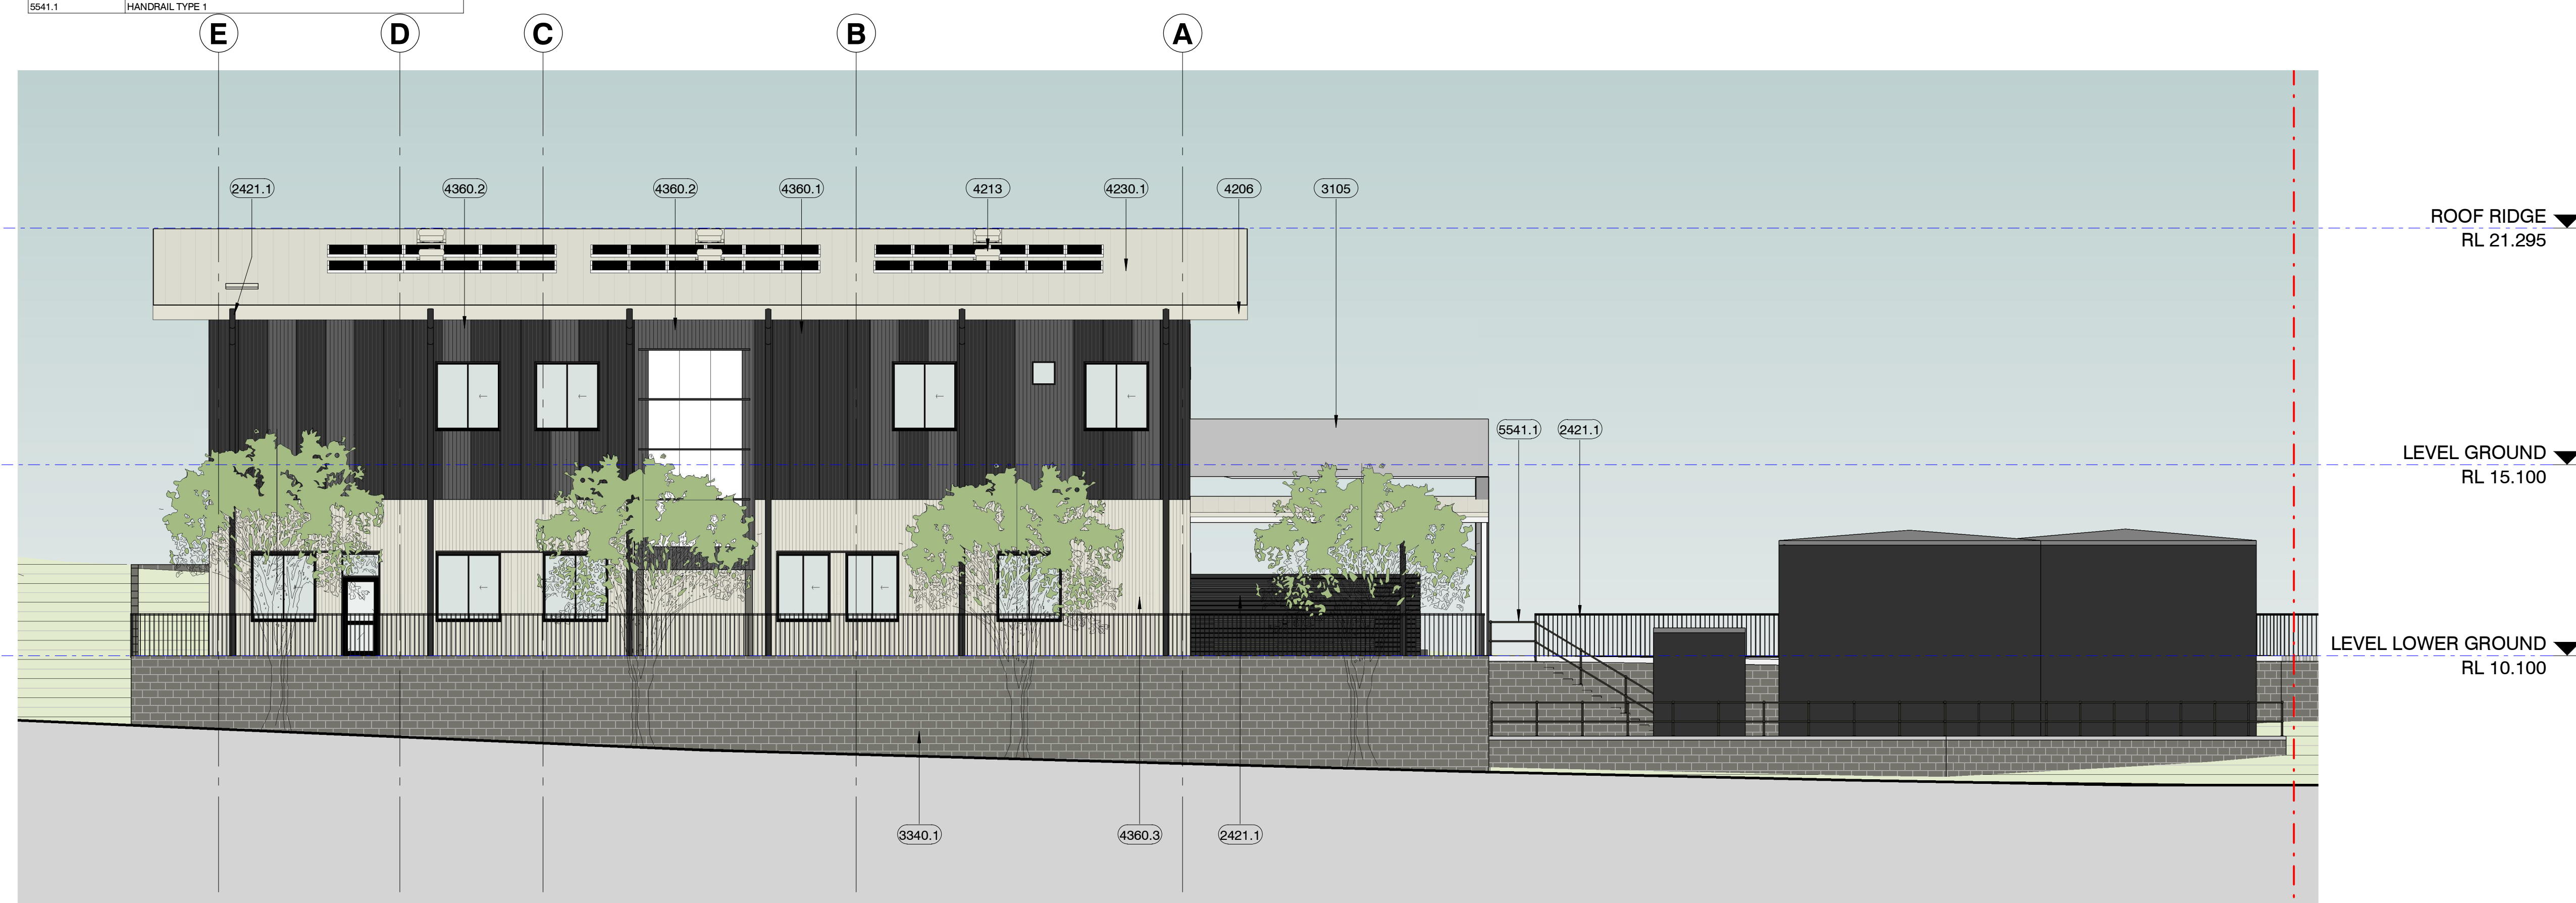 5541.1 HANDRAIL TYPE 1
E D C B A
2421.1 4360.2 4360.2 4360.1 4213 4230.1 4206 3105
ROOF RIDGE
RL 21.295
5541.1 2421.1
LEVEL GROUND
RL 15.100
LEVEL LOWER GROUND
RL 10.100
3340.1 4360.3 2421.1